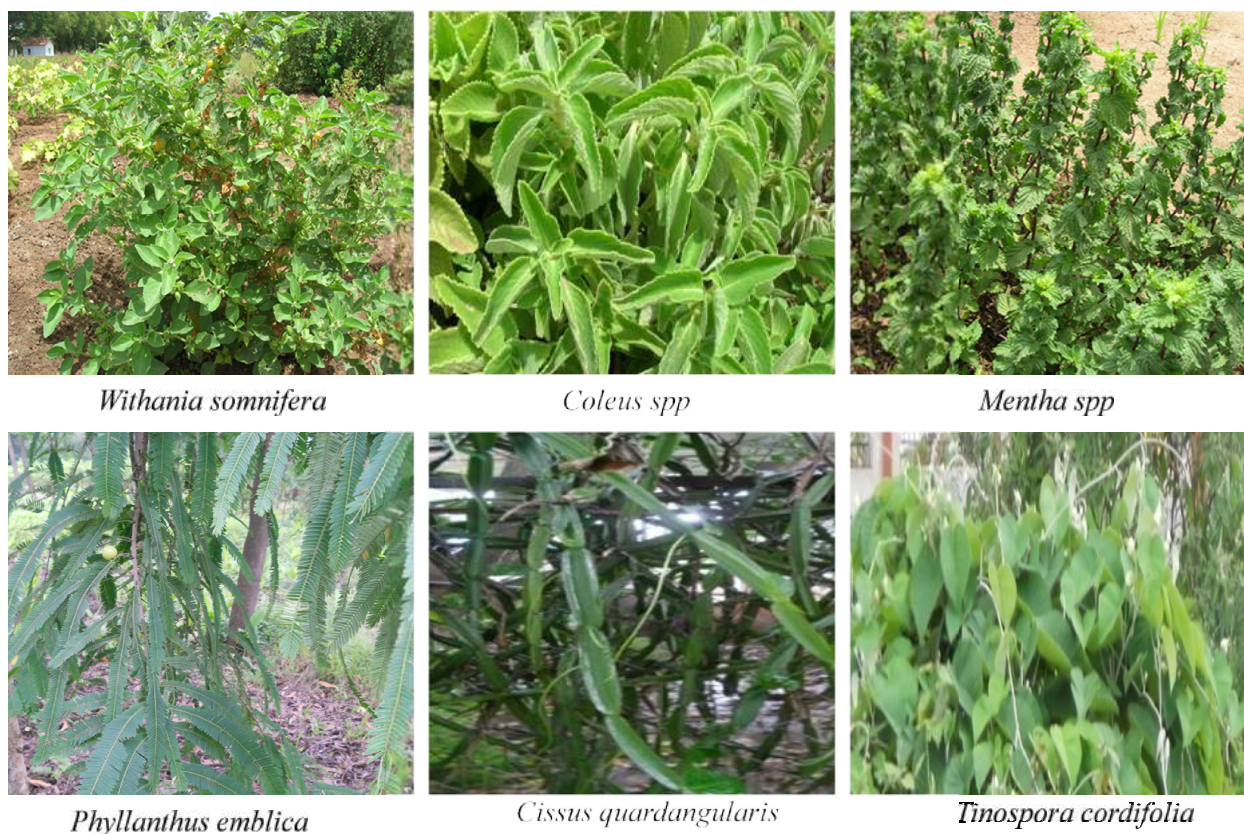 Withania somnifera
Coleus spp
Mentha spp
Phyllanthus emblica
Cissus quardangularis
Tinospora cordifolia